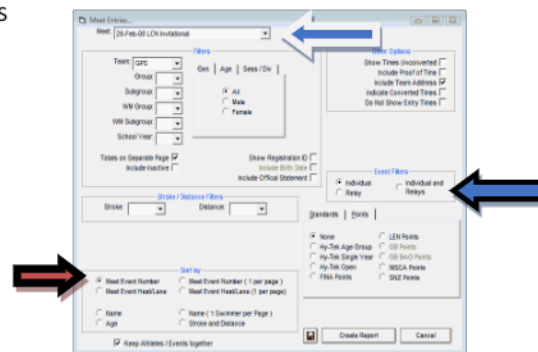 s
Meet Entries...
Meet: 28-Feb-08 LCN Invitational
Filters
Team: GPS
Group:
Subgroup:
WM Group:
WM Subgroup:
School Year:
Gen Age Sess / Div
All
Male
Female
Totals on Separate Page
Include Inactive
Show Registration ID
Include Birth Date
Include Official Statement
Other Options
Show Times Unconverted
Include Proof of Time
Include Team Address
Indicate Converted Times
Do Not Show Entry Times
Event Filters
Individual
Relay
Individual and
Relays
Stroke / Distance Filters
Stroke: Distance:
Standards Points
None
Hy-Tek Age Group
Hy-Tek Single Year
Hy-Tek Open
FINA Points
LEN Points
GB Points
GB BAG Points
NISCA Points
SNZ Points
Sort by
Meet Event Number
Meet Event Heat/Lane
Name
Age
Meet Event Number ( 1 per page )
Meet Event Heat/Lane (1 per page)
Name ( 1 Swimmer per Page )
Stroke and Distance
Keep Athletes / Events together
Create Report Cancel